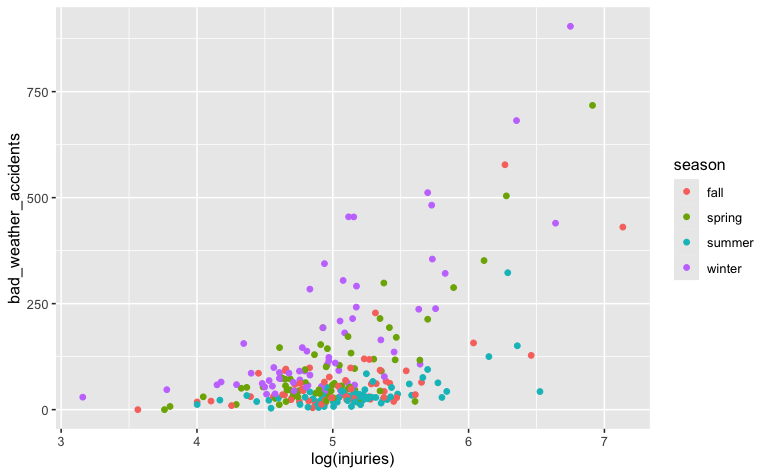 bad_weather_accidents
750
500
250
0
3
4
5
6
7
log(injuries)
season
fall
spring
summer
winter